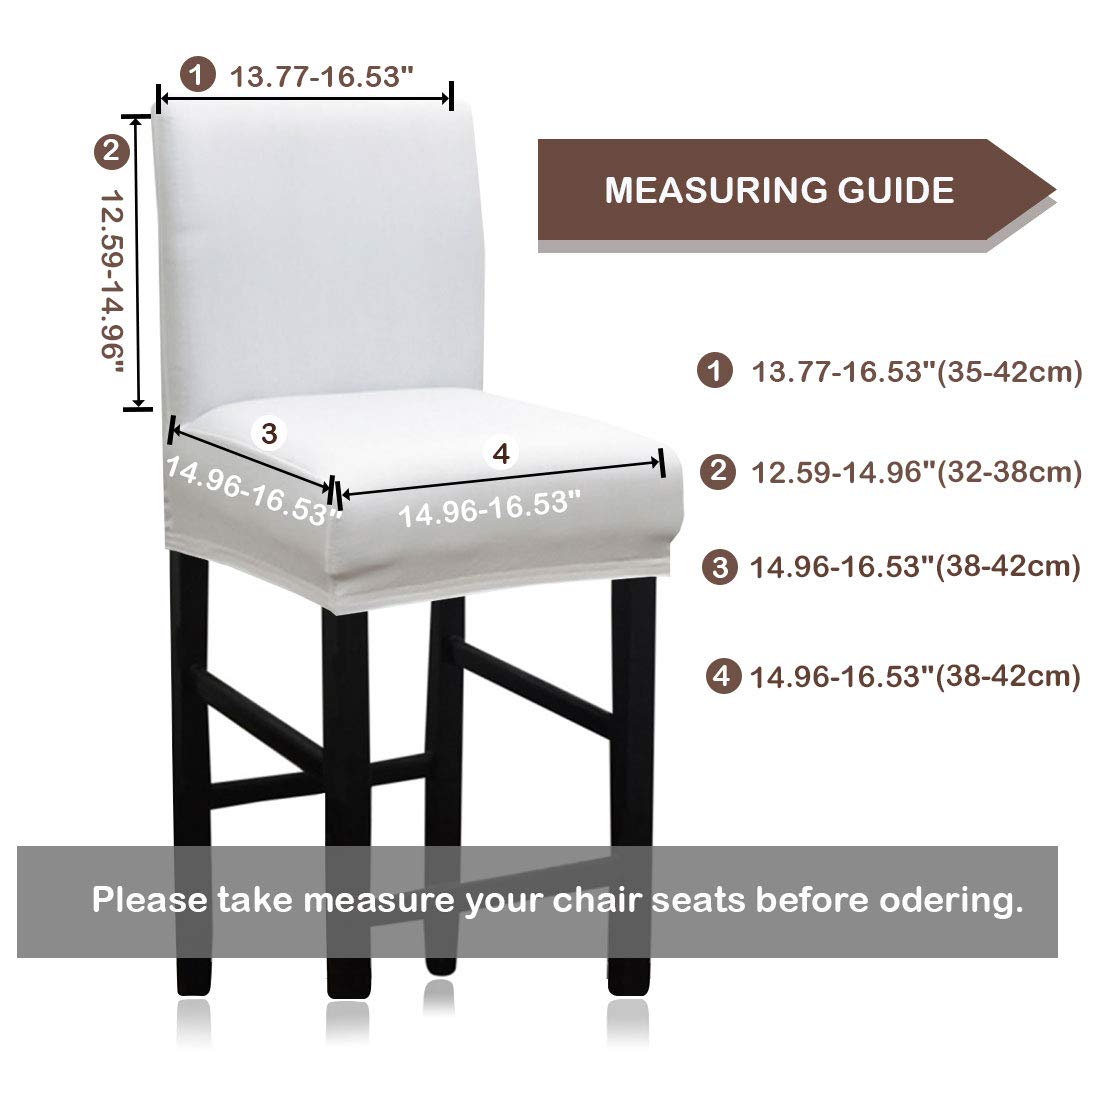 1 13.77-16.53"
2 12.59-14.96"
MEASURING GUIDE
3 14.96-16.53"
4 14.96-16.53"
1 13.77-16.53"(35-42cm)
2 12.59-14.96"(32-38cm)
3 14.96-16.53"(38-42cm)
4 14.96-16.53"(38-42cm)
Please take measure your chair seats before odering.